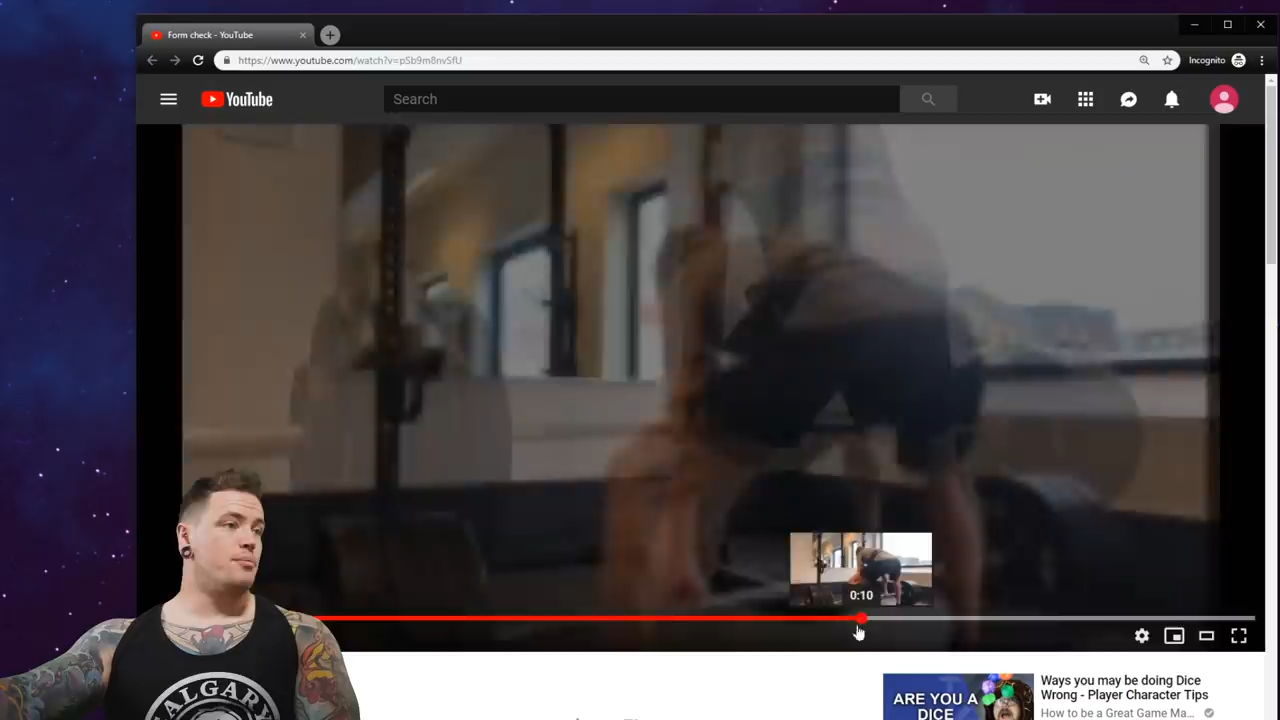 Form check - YouTube
https://www.youtube.com/watch?v=pSb9m8nvSfU
Incognito
YouTube
Search
0:10
ALGARY
ARE YOU A
DICE
Ways you may be doing Dice
Wrong - Player Character Tips
How to be a Great Game Ma...